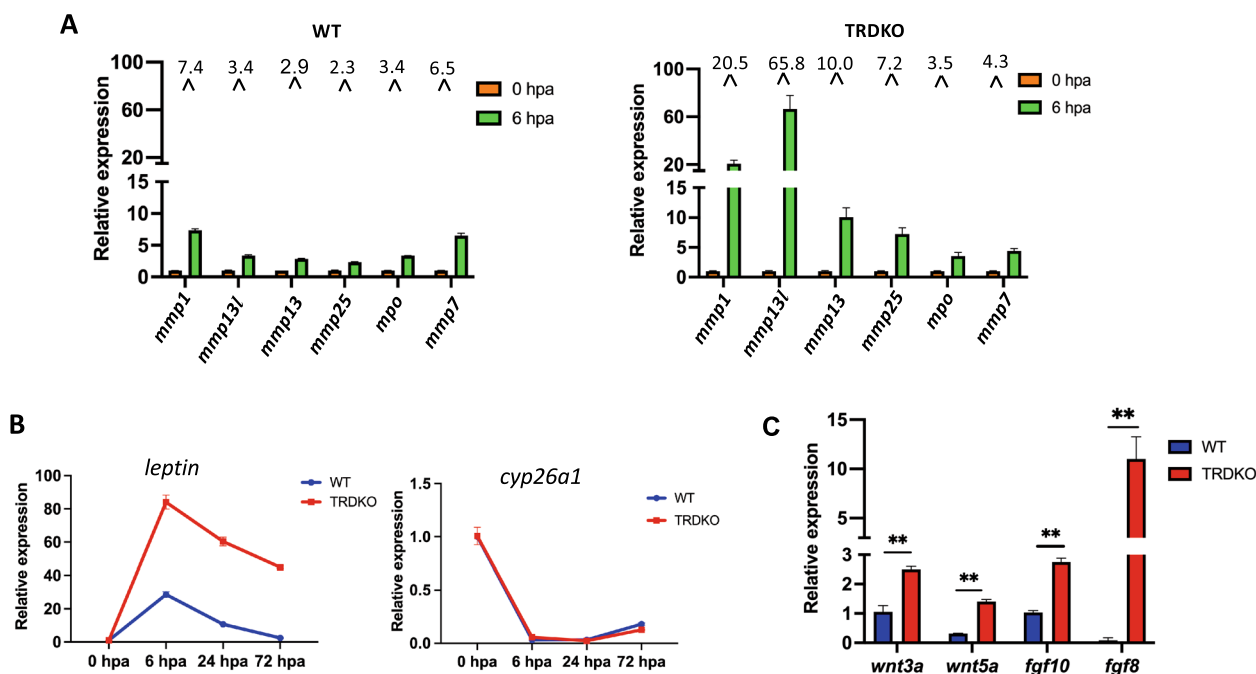 A
WT
7.4 3.4 2.9 2.3 3.4 6.5
^ ^ ^ ^ ^ ^
100
60
20
15
10
5
0
Relative expression
0 hpa
6 hpa
mmp1 mmp13l mmp13 mmp25 mpo mmp7
TRDKO
20.5 65.8 10.0 7.2 3.5 4.3
^ ^ ^ ^ ^ ^
100
60
20
15
10
5
0
Relative expression
0 hpa
6 hpa
mmp1 mmp13l mmp13 mmp25 mpo mmp7
B
leptin
100
80
60
40
20
0
Relative expression
WT
TRDKO
0 hpa 6 hpa 24 hpa 72 hpa
cyp26a1
1.5
1.0
0.5
0.0
Relative expression
WT
TRDKO
0 hpa 6 hpa 24 hpa 72 hpa
C
15
10
5
3
2
1
0
Relative expression
** ** ** **
WT
TRDKO
wnt3a wnt5a fgf10 fgf8